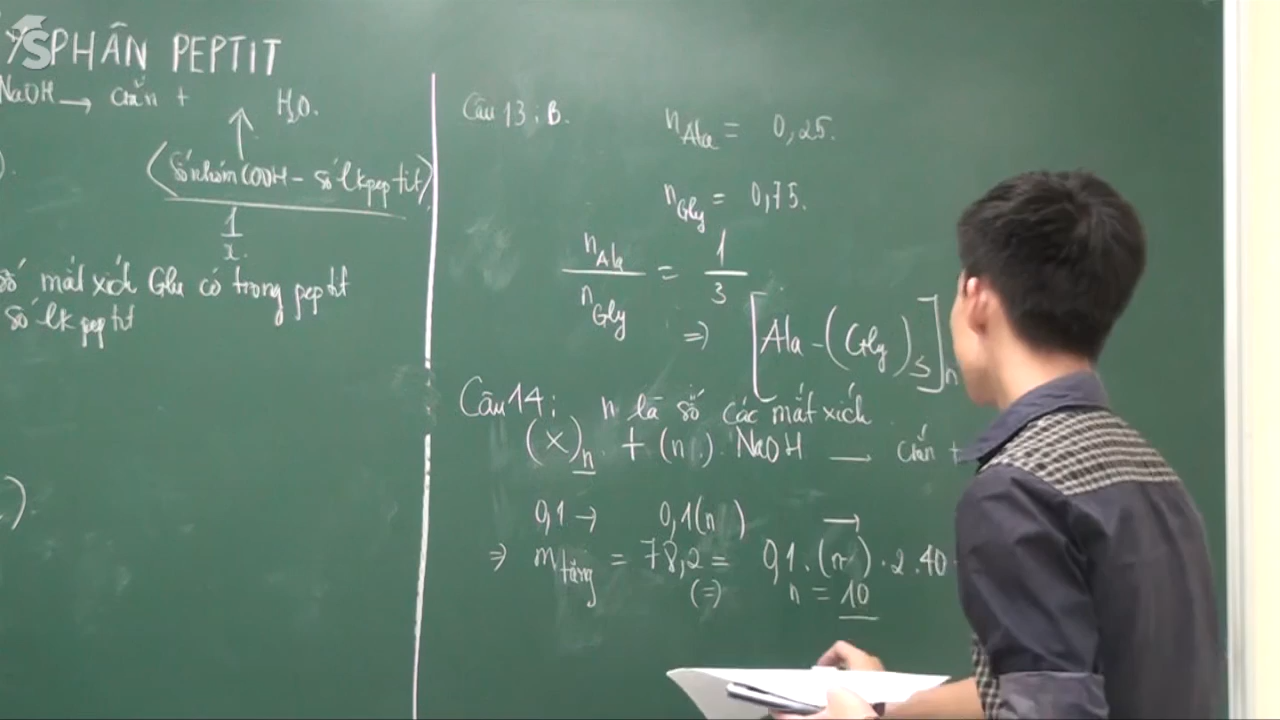 PHÂN PEPTIT
NaOH → chất rắn +
H₂O.
(Số nhóm COOH - số lk peptit)
1
x.
số mắt xích Glu có trong peptit
số lk peptit
Câu 13: B.
nAla = 0,25.
nGly = 0,75.
nAla / nGly = 1/3
⇒ [Ala - (Gly)3]n
Câu 14: n là số các mắt xích
(X)n + (n ). NaOH → +
0,1 → 0,1(n ) →
⇒ mtăng = 78,2 = 0,1.(n ).2.40
(=) n = 10